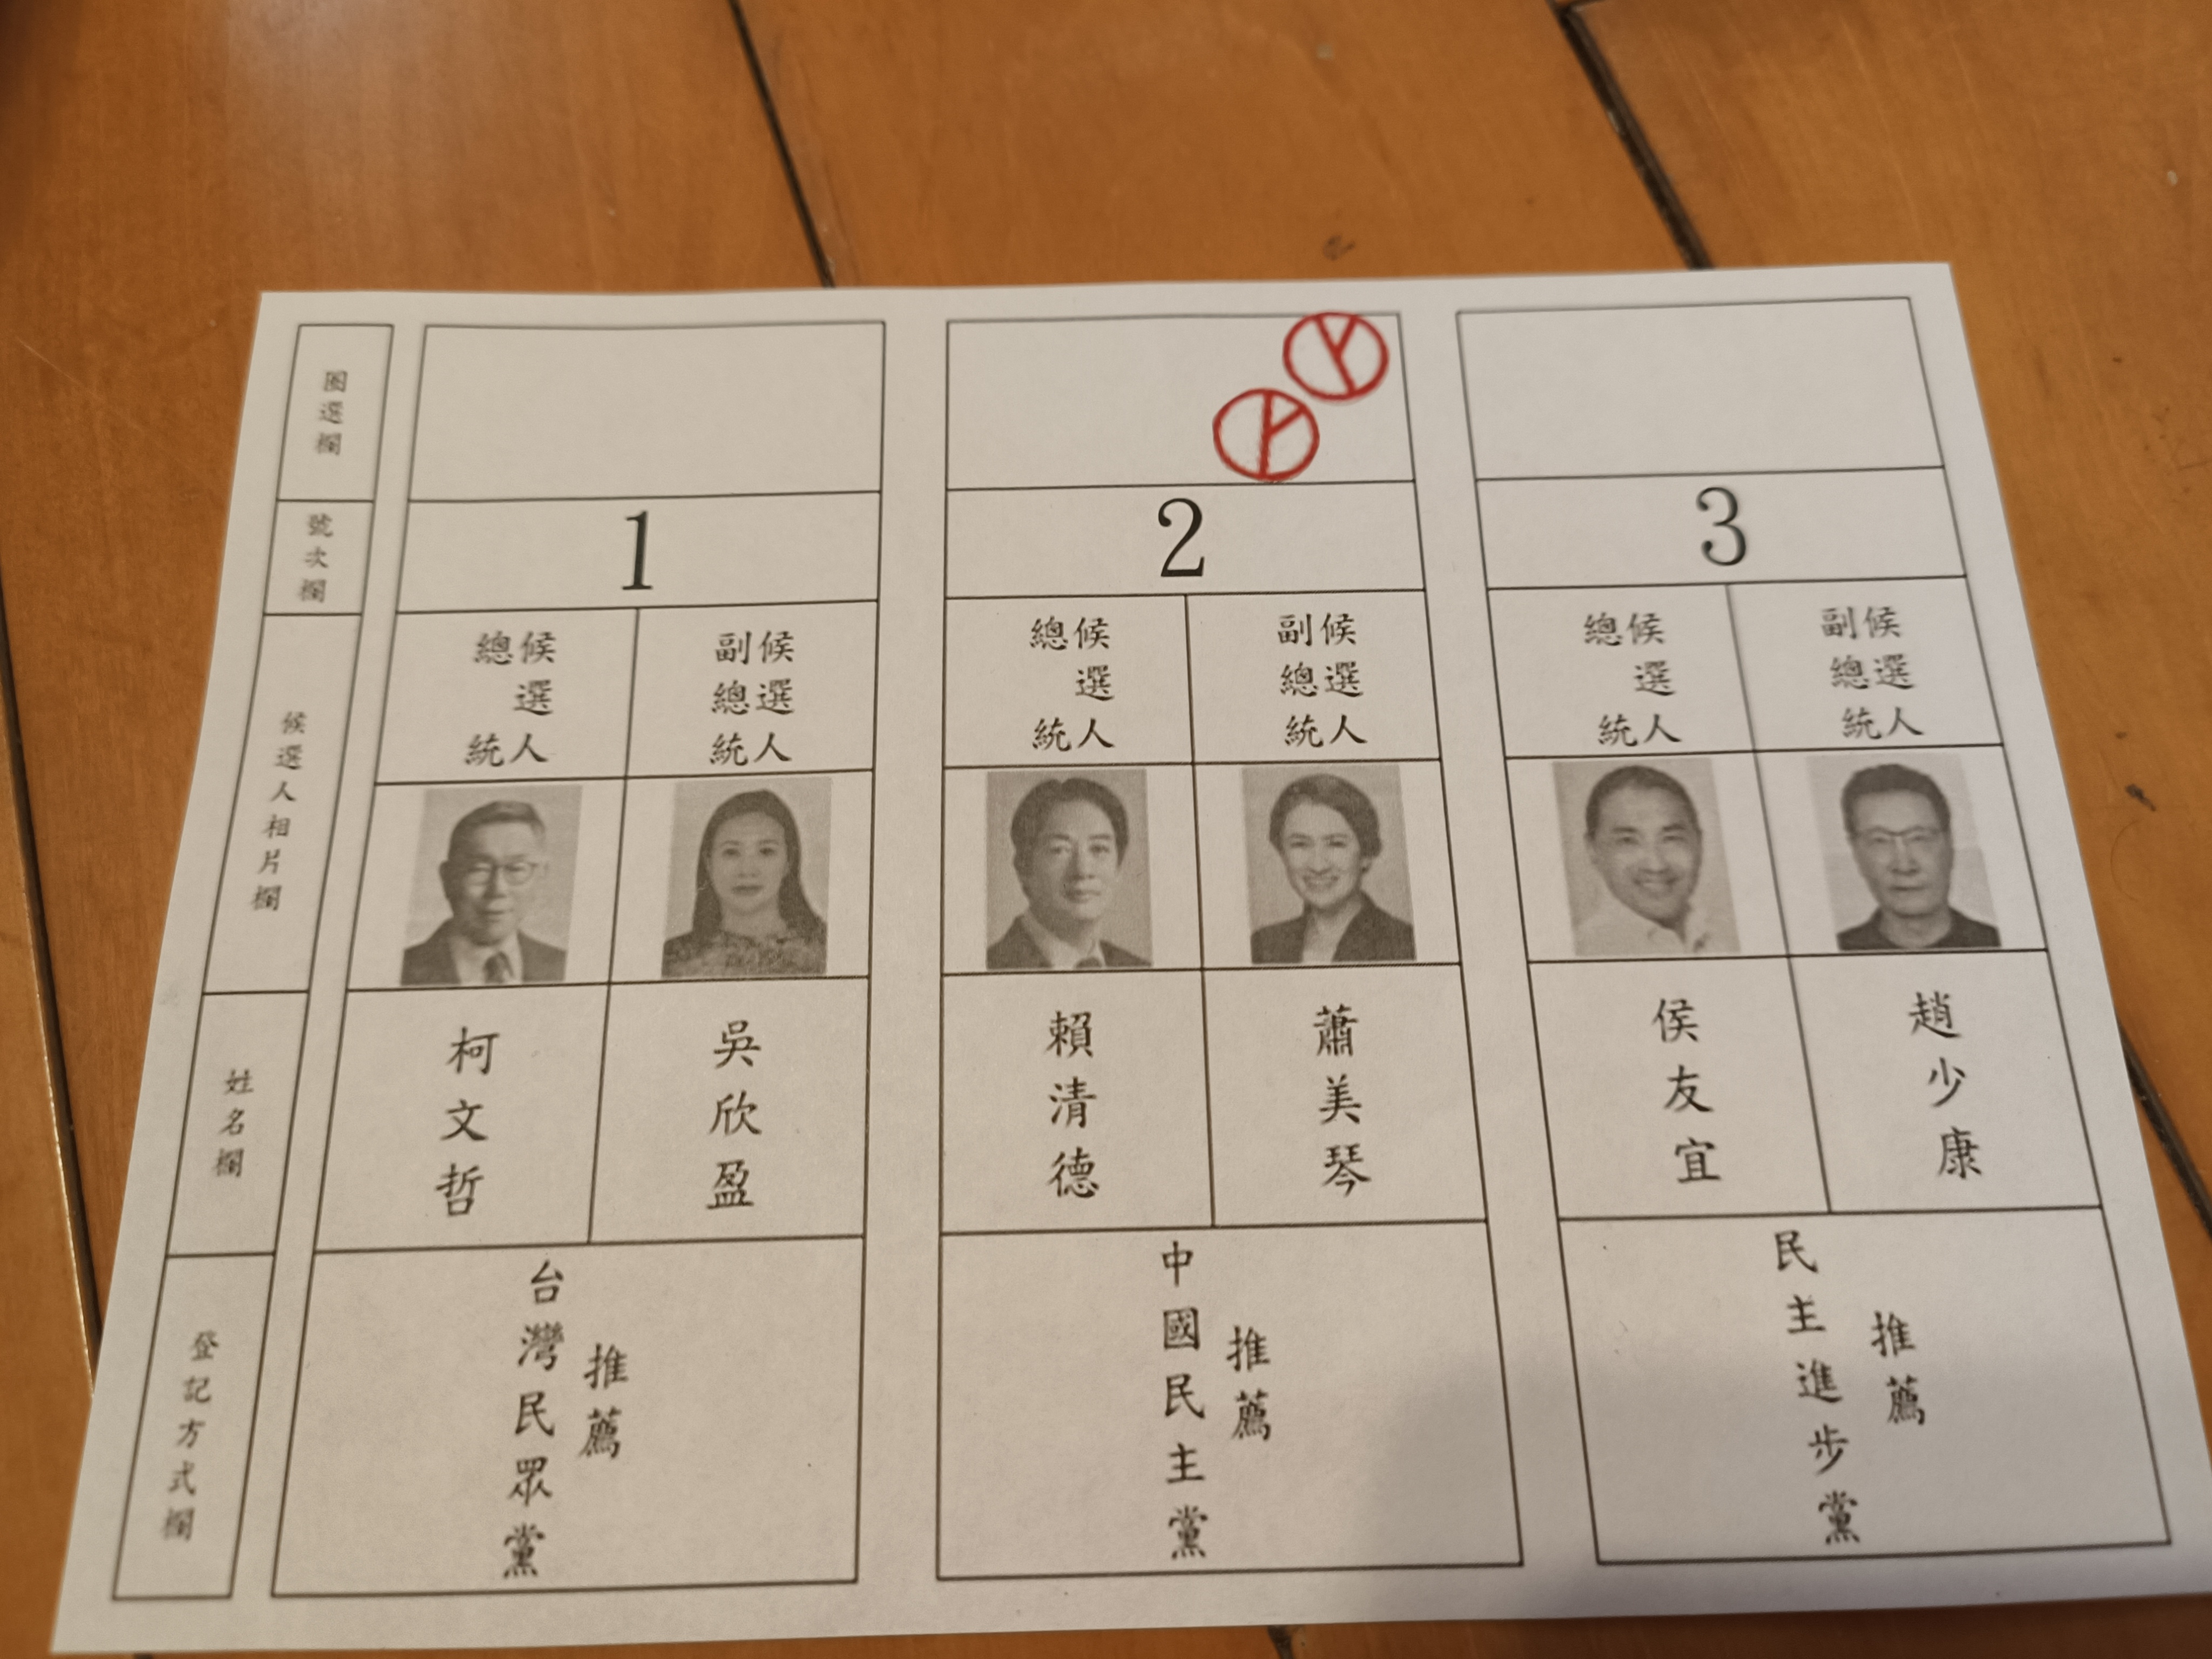 圈選欄
號次欄
候選人相片欄
姓名欄
登記方式欄
1
總統
候選人
副總統
候選人
柯文哲
吳欣盈
台灣民眾黨
推薦
2
總統
候選人
副總統
候選人
賴清德
蕭美琴
中國民主黨
推薦
3
總統
候選人
副總統
候選人
侯友宜
趙少康
民主進步黨
推薦